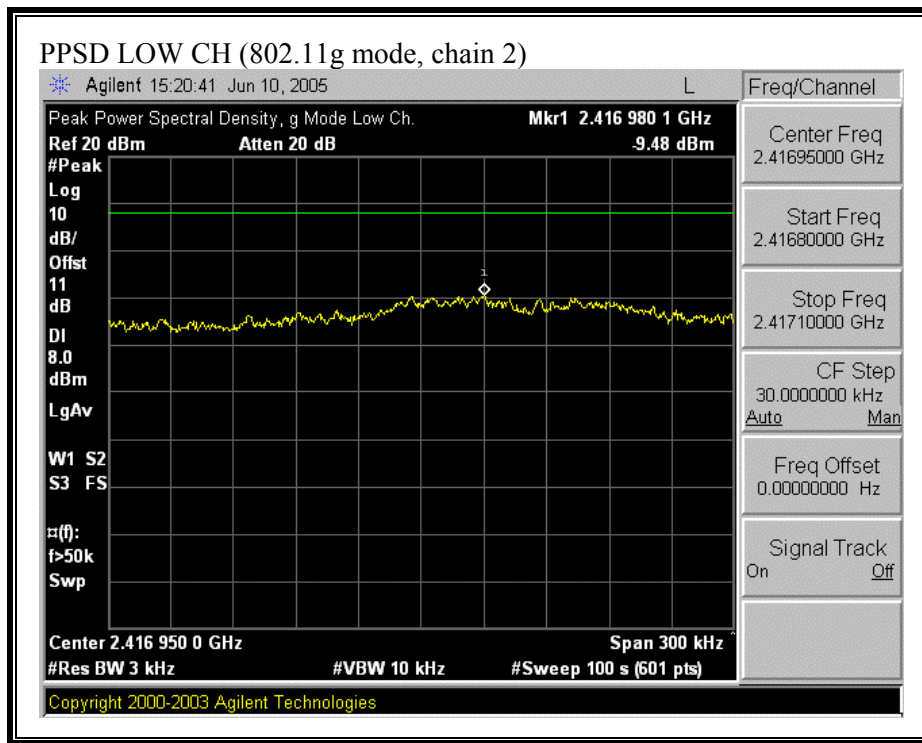 PPSD LOW CH (802.11g mode, chain 2)
Agilent 15:20:41 Jun 10, 2005 L
Peak Power Spectral Density, g Mode Low Ch. Mkr1 2.416 980 1 GHz
Ref 20 dBm Atten 20 dB -9.48 dBm
#Peak
Log
10
dB/
Offst
11
dB
DI
8.0
dBm
LgAv
W1 S2
S3 FS
¤(f):
f>50k
Swp
1
Center 2.416 950 0 GHz Span 300 kHz ^
#Res BW 3 kHz #VBW 10 kHz #Sweep 100 s (601 pts)
Copyright 2000-2003 Agilent Technologies
Freq/Channel
Center Freq
2.41695000 GHz
Start Freq
2.41680000 GHz
Stop Freq
2.41710000 GHz
CF Step
30.0000000 kHz
Auto Man
Freq Offset
0.00000000 Hz
Signal Track
On Off